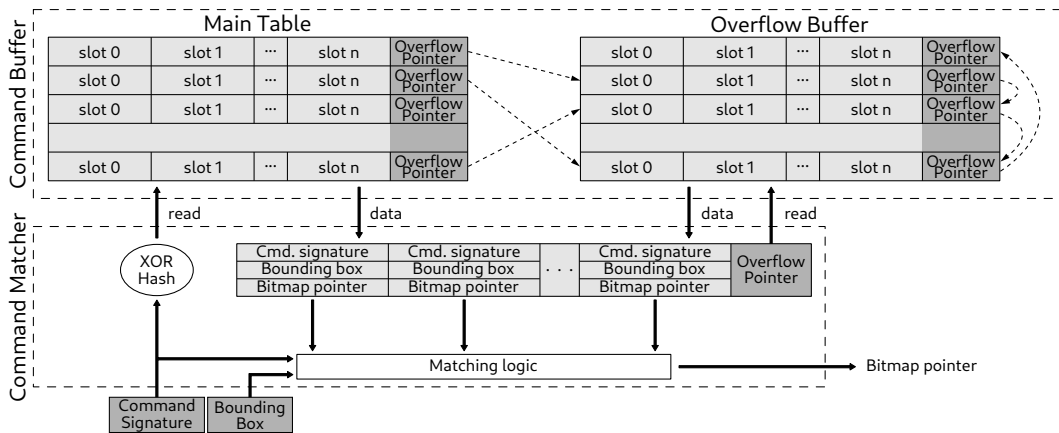 Command Buffer
Main Table
Overflow Buffer
slot 0 slot 1 ... slot n Overflow Pointer
slot 0 slot 1 ... slot n Overflow Pointer
slot 0 slot 1 ... slot n Overflow Pointer
slot 0 slot 1 ... slot n Overflow Pointer
slot 0 slot 1 ... slot n Overflow Pointer
slot 0 slot 1 ... slot n Overflow Pointer
slot 0 slot 1 ... slot n Overflow Pointer
slot 0 slot 1 ... slot n Overflow Pointer
read
data
data
read
Command Matcher
XOR
Hash
Cmd. signature Cmd. signature Cmd. signature
Bounding box Bounding box . . . Bounding box
Bitmap pointer Bitmap pointer Bitmap pointer
Overflow
Pointer
Matching logic
Bitmap pointer
Command
Signature
Bounding
Box